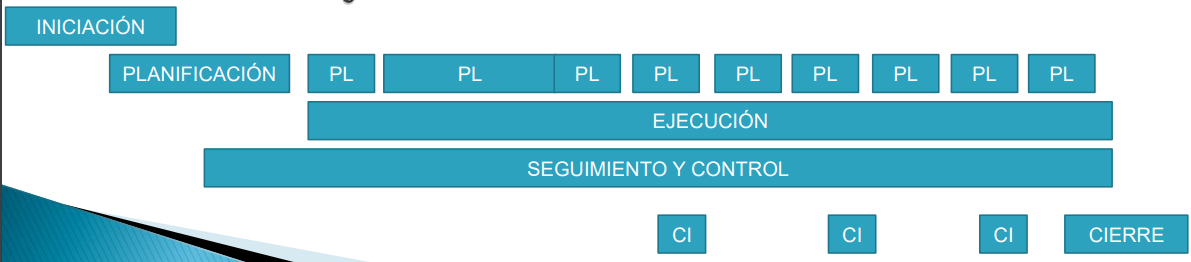 INICIACIÓN
PLANIFICACIÓN PL PL PL PL PL PL PL PL PL
EJECUCIÓN
SEGUIMIENTO Y CONTROL
CI CI CI CIERRE